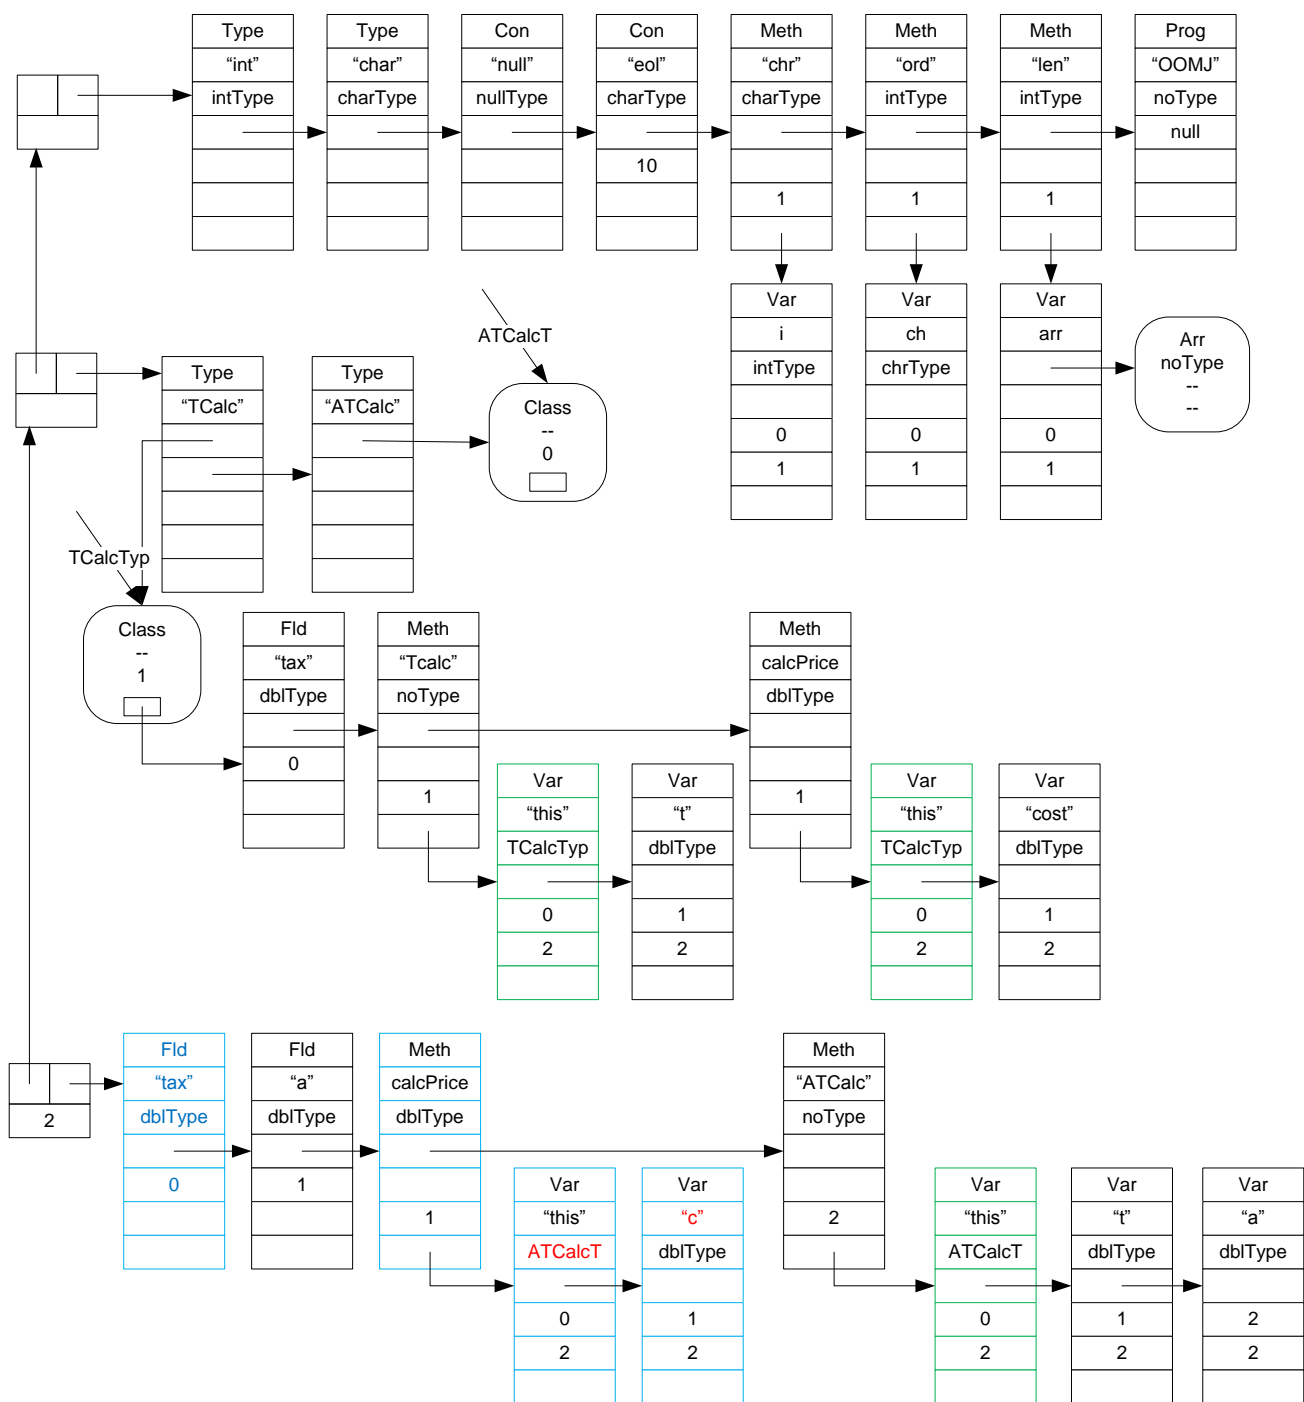 Type Type Con Con Meth Meth Meth Prog
“int” “char” “null” “eol” “chr” “ord” “len” “OOMJ”
intType charType nullType charType charType intType intType noType
null
10
1 1 1
Var Var Var
i ch arr
intType chrType
0 0 0
1 1 1
Arr
noType
--
--
ATCalcT
Type Type
“TCalc” “ATCalc”
Class
--
0
TCalcTyp
Class
--
1
Fld Meth Meth
“tax” “Tcalc” calcPrice
dblType noType dblType
0
1 1
Var Var Var Var
“this” “t” “this” “cost”
TCalcTyp dblType TCalcTyp dblType
0 1 0 1
2 2 2 2
2
Fld Fld Meth Meth
“tax” “a” calcPrice “ATCalc”
dblType dblType dblType noType
0 1
1 2
Var Var Var Var Var
“this” “c” “this” “t” “a”
ATCalcT dblType ATCalcT dblType dblType
0 1 0 1 2
2 2 2 2 2